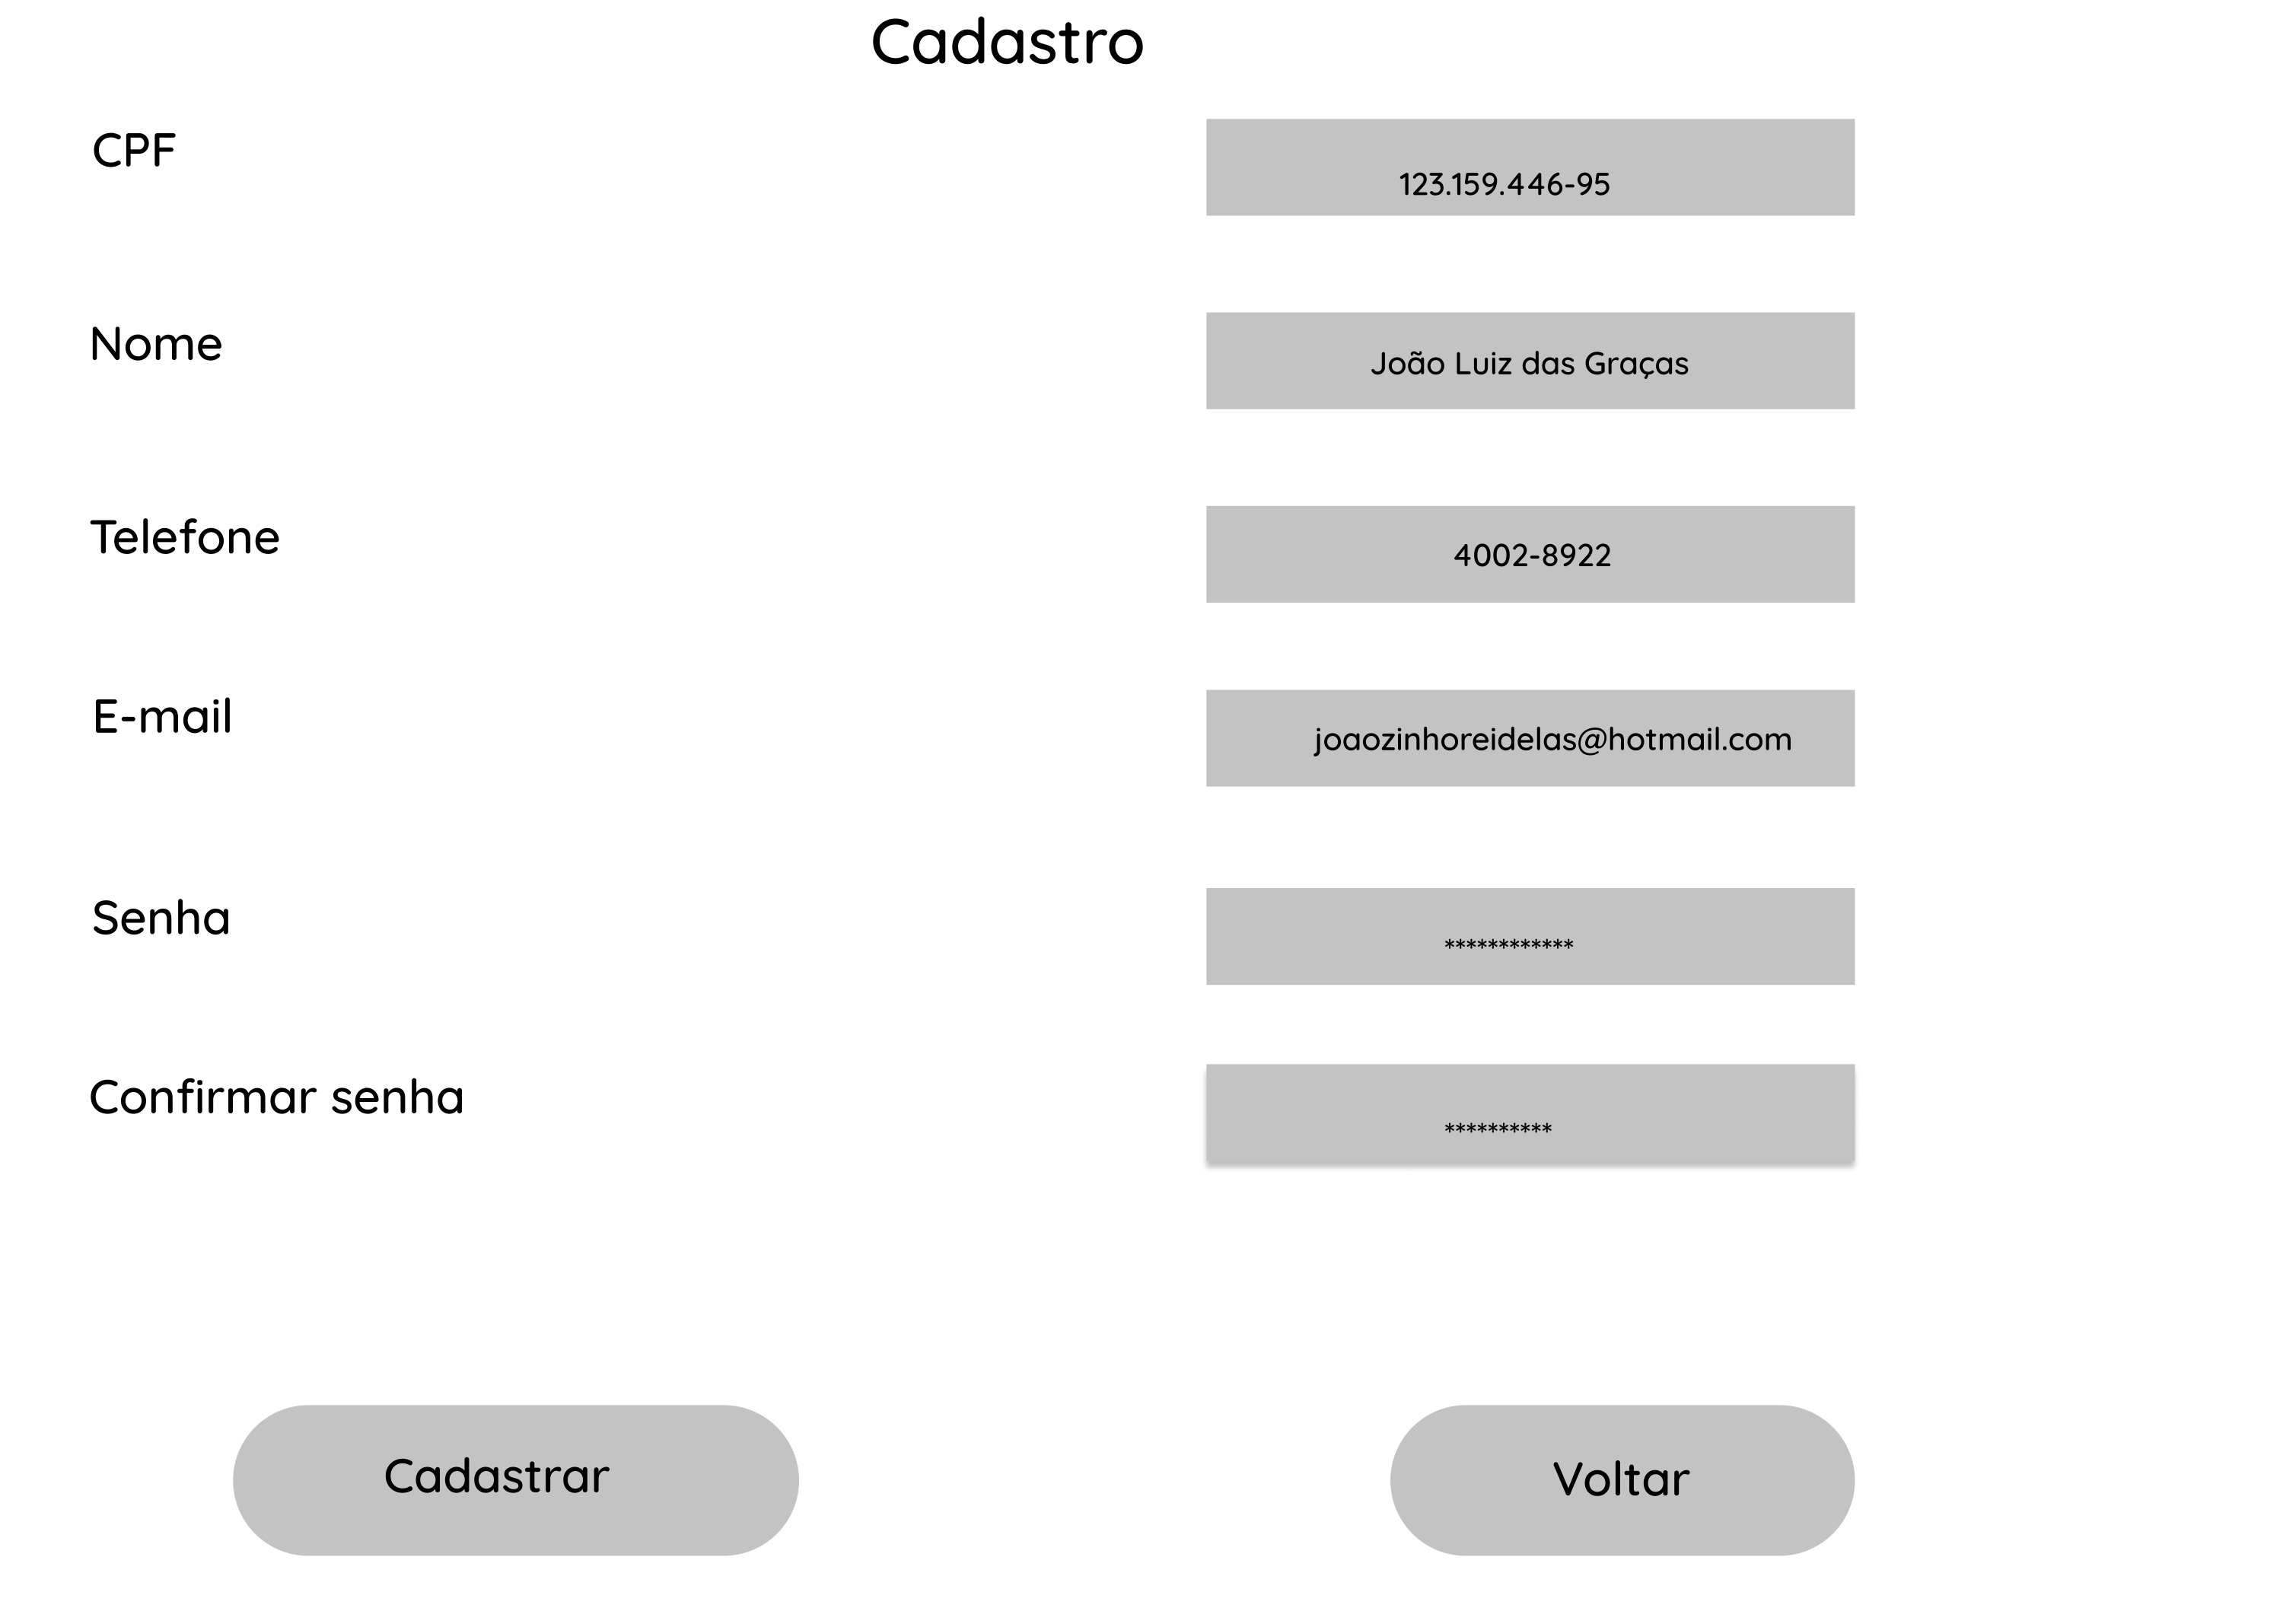 Cadastro
CPF
123.159.446-95
Nome
João Luiz das Graças
Telefone
4002-8922
E-mail
joaozinhoreidelas@hotmail.com
Senha
************
Confirmar senha
**********
Cadastrar
Voltar